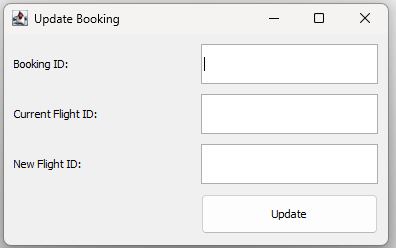 Update Booking
Booking ID:
Current Flight ID:
New Flight ID:
Update